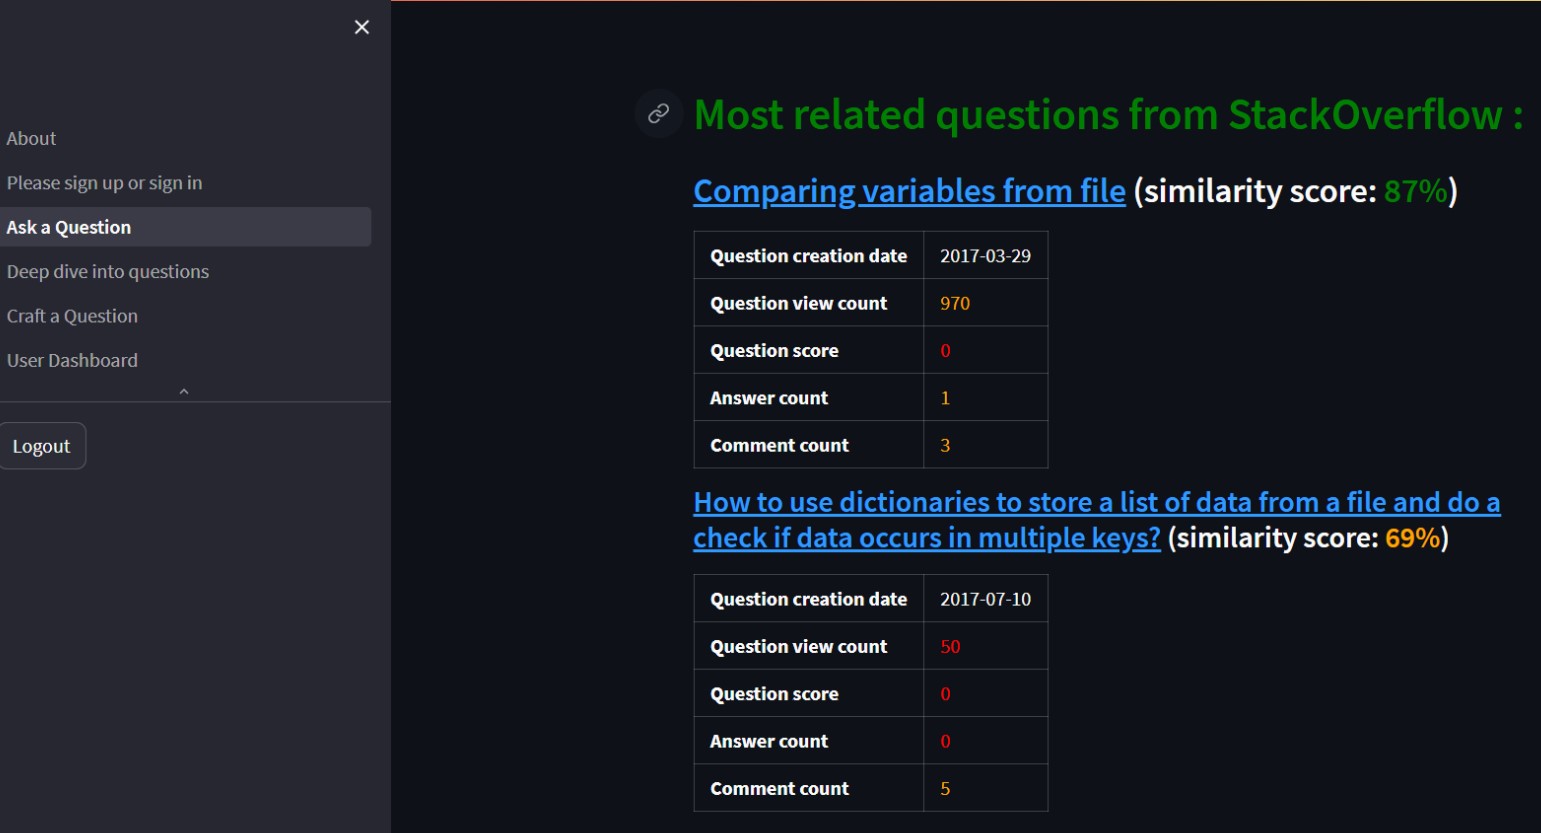 About
Please sign up or sign in
Ask a Question
Deep dive into questions
Craft a Question
User Dashboard
Logout
Most related questions from StackOverflow :
Comparing variables from file (similarity score: 87%)
Question creation date 2017-03-29
Question view count 970
Question score 0
Answer count 1
Comment count 3
How to use dictionaries to store a list of data from a file and do a
check if data occurs in multiple keys? (similarity score: 69%)
Question creation date 2017-07-10
Question view count 50
Question score 0
Answer count 0
Comment count 5